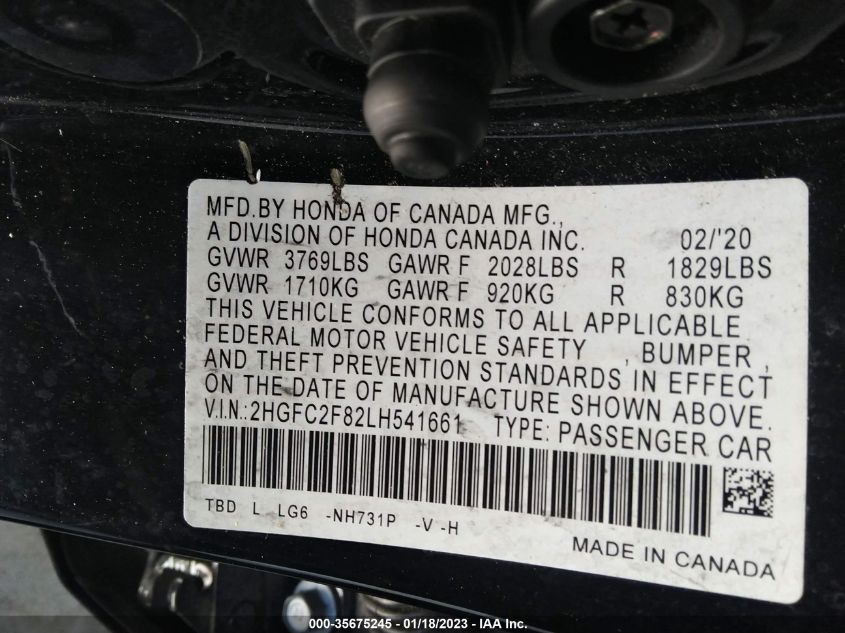 MFD.BY HONDA OF CANADA MFG.,
A DIVISION OF HONDA CANADA INC. 02/'20
GVWR 3769LBS GAWR F 2028LBS R 1829LBS
GVWR 1710KG GAWR F 920KG R 830KG
THIS VEHICLE CONFORMS TO ALL APPLICABLE
FEDERAL MOTOR VEHICLE SAFETY , BUMPER ,
AND THEFT PREVENTION STANDARDS IN EFFECT
ON THE DATE OF MANUFACTURE SHOWN ABOVE.
V.I.N.:2HGFC2F82LH541661 TYPE: PASSENGER CAR
TBD L LG6 -NH731P -V -H
MADE IN CANADA
000-35675245 - 01/18/2023 - IAA Inc.